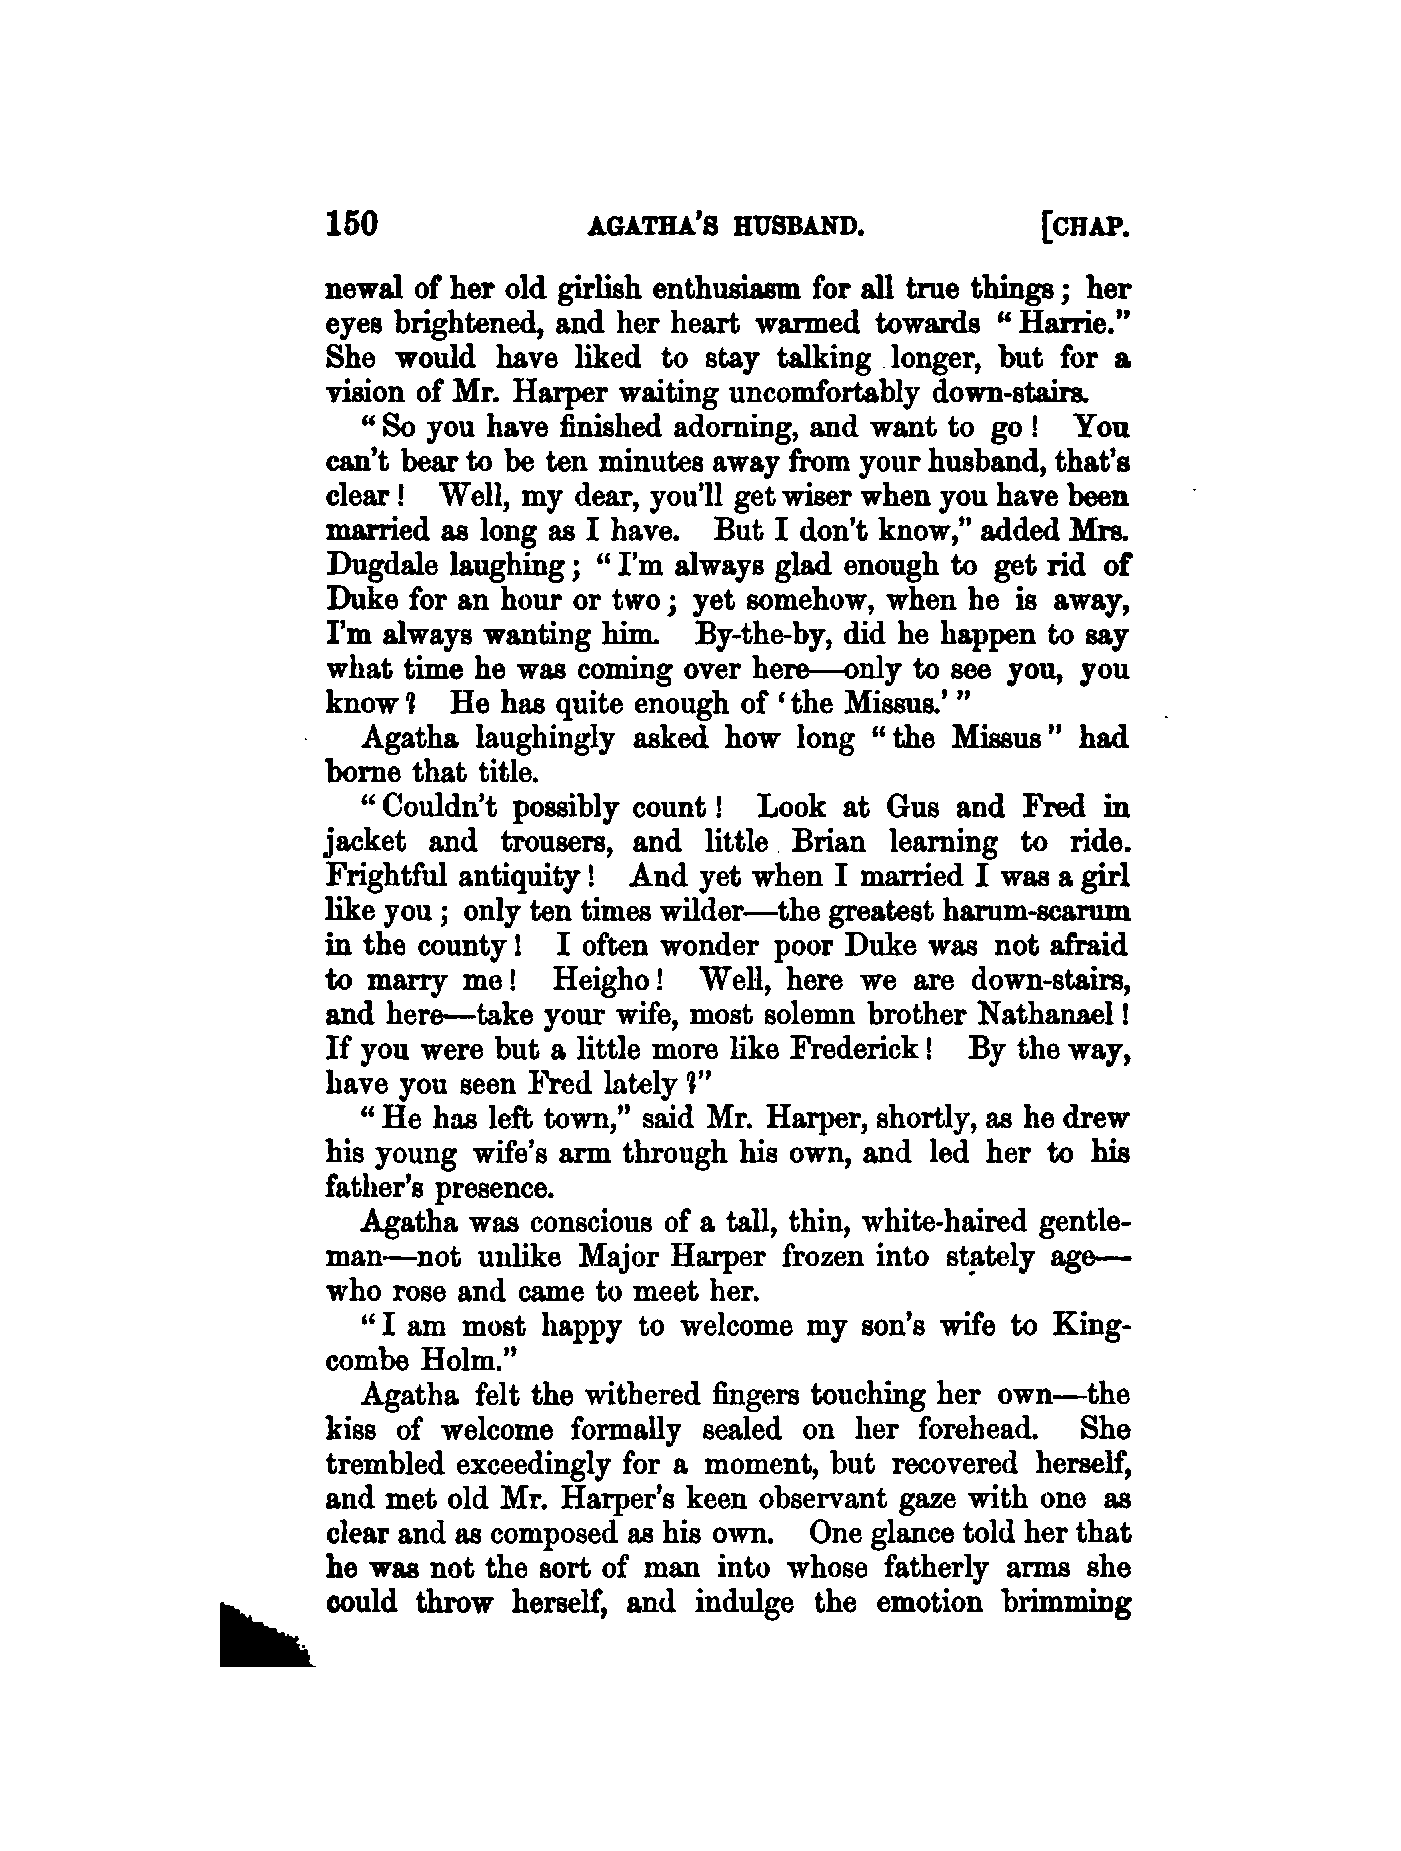 150 AGATHA'S HUSBAND. [CHAP.
newal of her old girlish enthusiasm for all true things; her
eyes brightened, and her heart warmed towards "Harrie."
She would have liked to stay talking longer, but for a
vision of Mr. Harper waiting uncomfortably down-stairs.
"So you have finished adorning, and want to go! You
can't bear to be ten minutes away from your husband, that's
clear! Well, my dear, you'll get wiser when you have been
married as long as I have. But I don't know," added Mrs.
Dugdale laughing; "I'm always glad enough to get rid of
Duke for an hour or two; yet somehow, when he is away,
I'm always wanting him. By-the-by, did he happen to say
what time he was coming over here—only to see you, you
know? He has quite enough of 'the Missus.'"
Agatha laughingly asked how long "the Missus" had
borne that title.
"Couldn't possibly count! Look at Gus and Fred in
jacket and trousers, and little Brian learning to ride.
Frightful antiquity! And yet when I married I was a girl
like you; only ten times wilder—the greatest harum-scarum
in the county! I often wonder poor Duke was not afraid
to marry me! Heigho! Well, here we are down-stairs,
and here—take your wife, most solemn brother Nathanael!
If you were but a little more like Frederick! By the way,
have you seen Fred lately?"
"He has left town," said Mr. Harper, shortly, as he drew
his young wife's arm through his own, and led her to his
father's presence.
Agatha was conscious of a tall, thin, white-haired gentle-
man—not unlike Major Harper frozen into stately age—
who rose and came to meet her.
"I am most happy to welcome my son's wife to King-
combe Holm."
Agatha felt the withered fingers touching her own—the
kiss of welcome formally sealed on her forehead. She
trembled exceedingly for a moment, but recovered herself,
and met old Mr. Harper's keen observant gaze with one as
clear and as composed as his own. One glance told her that
he was not the sort of man into whose fatherly arms she
could throw herself, and indulge the emotion brimming